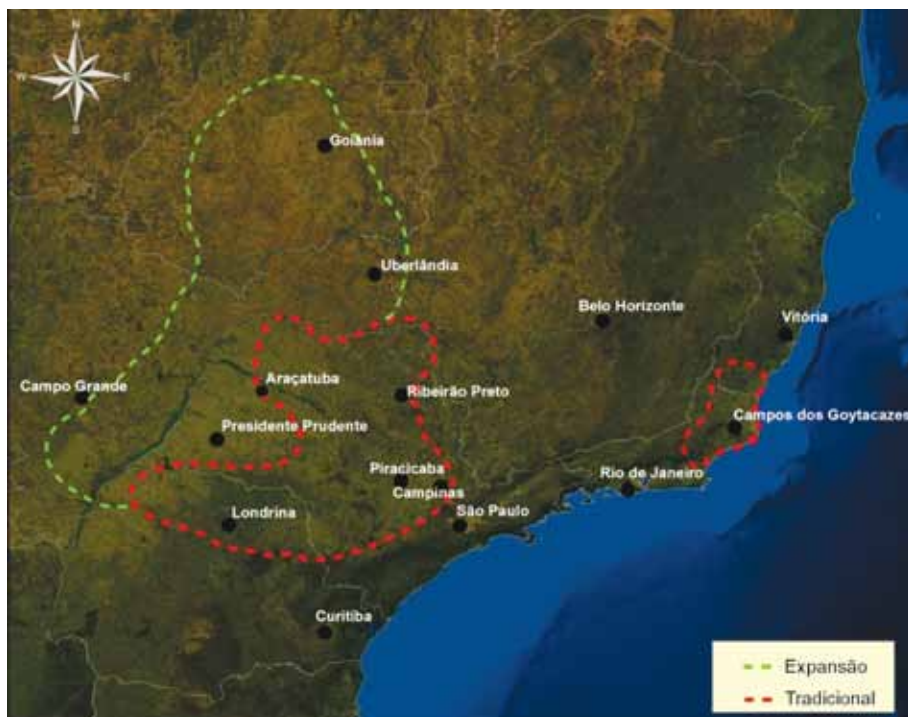 N
W
E
S
Goiânia
Uberlândia
Belo Horizonte
Vitória
Campo Grande
Araçatuba
Ribeirão Preto
Presidente Prudente
Campos dos Goytacazes
Piracicaba
Campinas
Rio de Janeiro
Londrina
São Paulo
Curitiba
Expansão
Tradicional